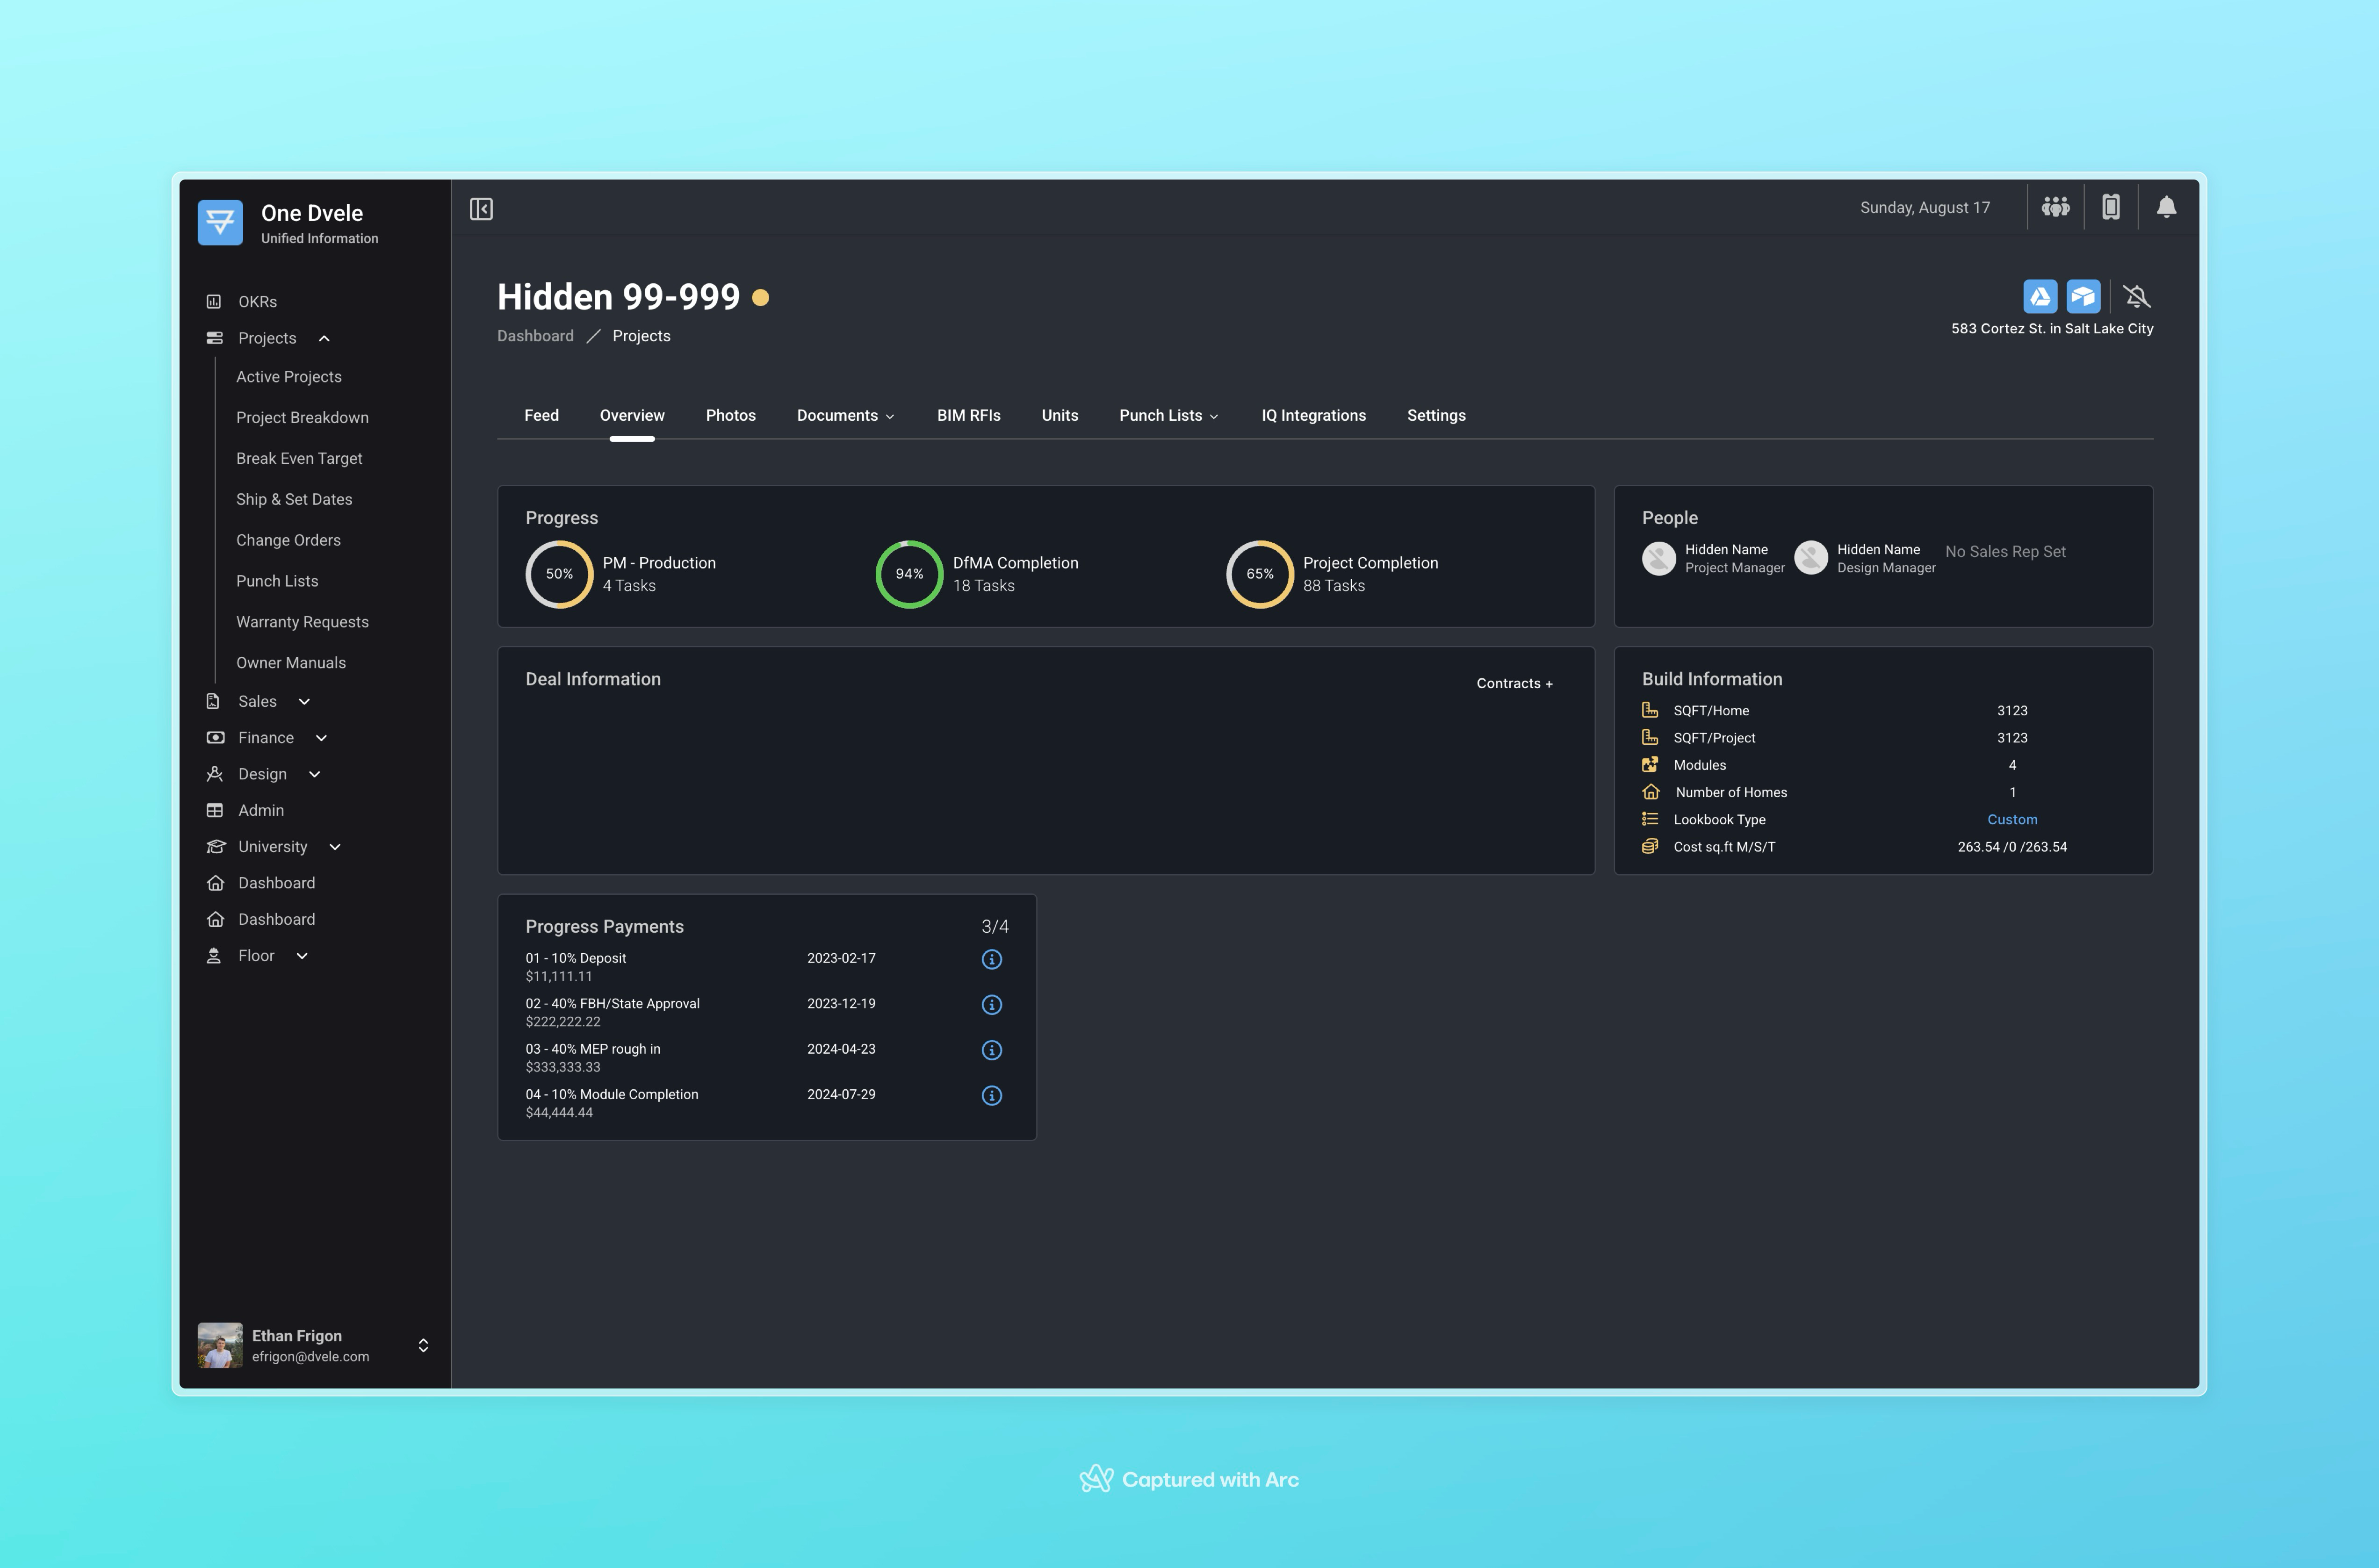 One Dvele
Unified Information
OKRs
Projects
Active Projects
Project Breakdown
Break Even Target
Ship & Set Dates
Change Orders
Punch Lists
Warranty Requests
Owner Manuals
Sales
Finance
Design
Admin
University
Dashboard
Dashboard
Floor
Ethan Frigon
efrigon@dvele.com
Sunday, August 17
Hidden 99-999
Dashboard / Projects
583 Cortez St. in Salt Lake City
Feed Overview Photos Documents BIM RFIs Units Punch Lists IQ Integrations Settings
Progress
50% PM - Production
4 Tasks
94% DfMA Completion
18 Tasks
65% Project Completion
88 Tasks
People
Hidden Name
Project Manager
Hidden Name
Design Manager
No Sales Rep Set
Deal Information
Contracts +
Build Information
SQFT/Home 3123
SQFT/Project 3123
Modules 4
Number of Homes 1
Lookbook Type Custom
Cost sq.ft M/S/T 263.54 /0 /263.54
Progress Payments 3/4
01 - 10% Deposit 2023-02-17
$11,111.11
02 - 40% FBH/State Approval 2023-12-19
$222,222.22
03 - 40% MEP rough in 2024-04-23
$333,333.33
04 - 10% Module Completion 2024-07-29
$44,444.44
Captured with Arc